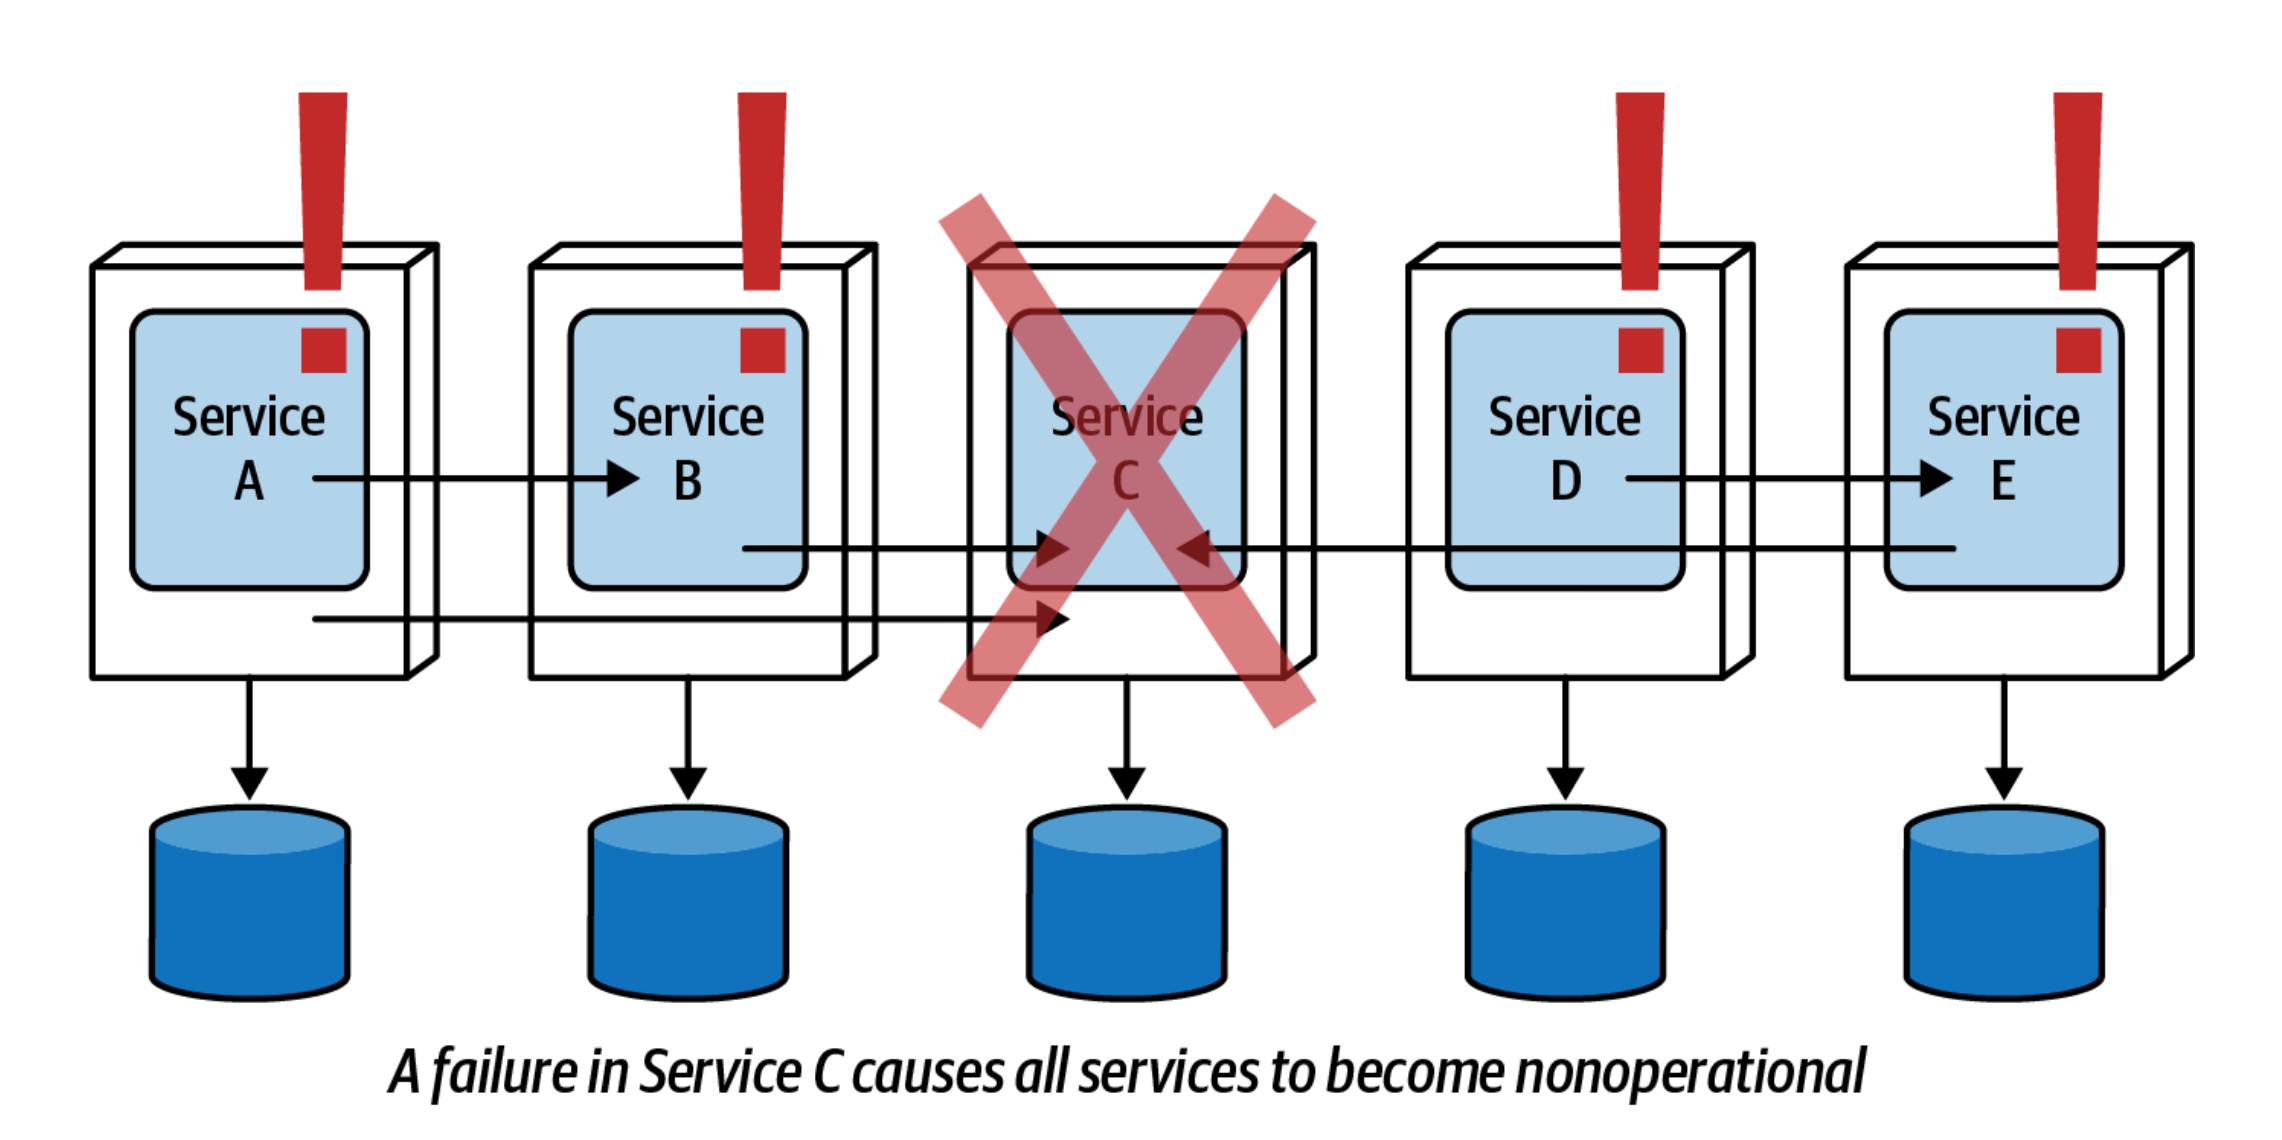 Service
A
Service
B
Service
C
Service
D
Service
E
A failure in Service C causes all services to become nonoperational